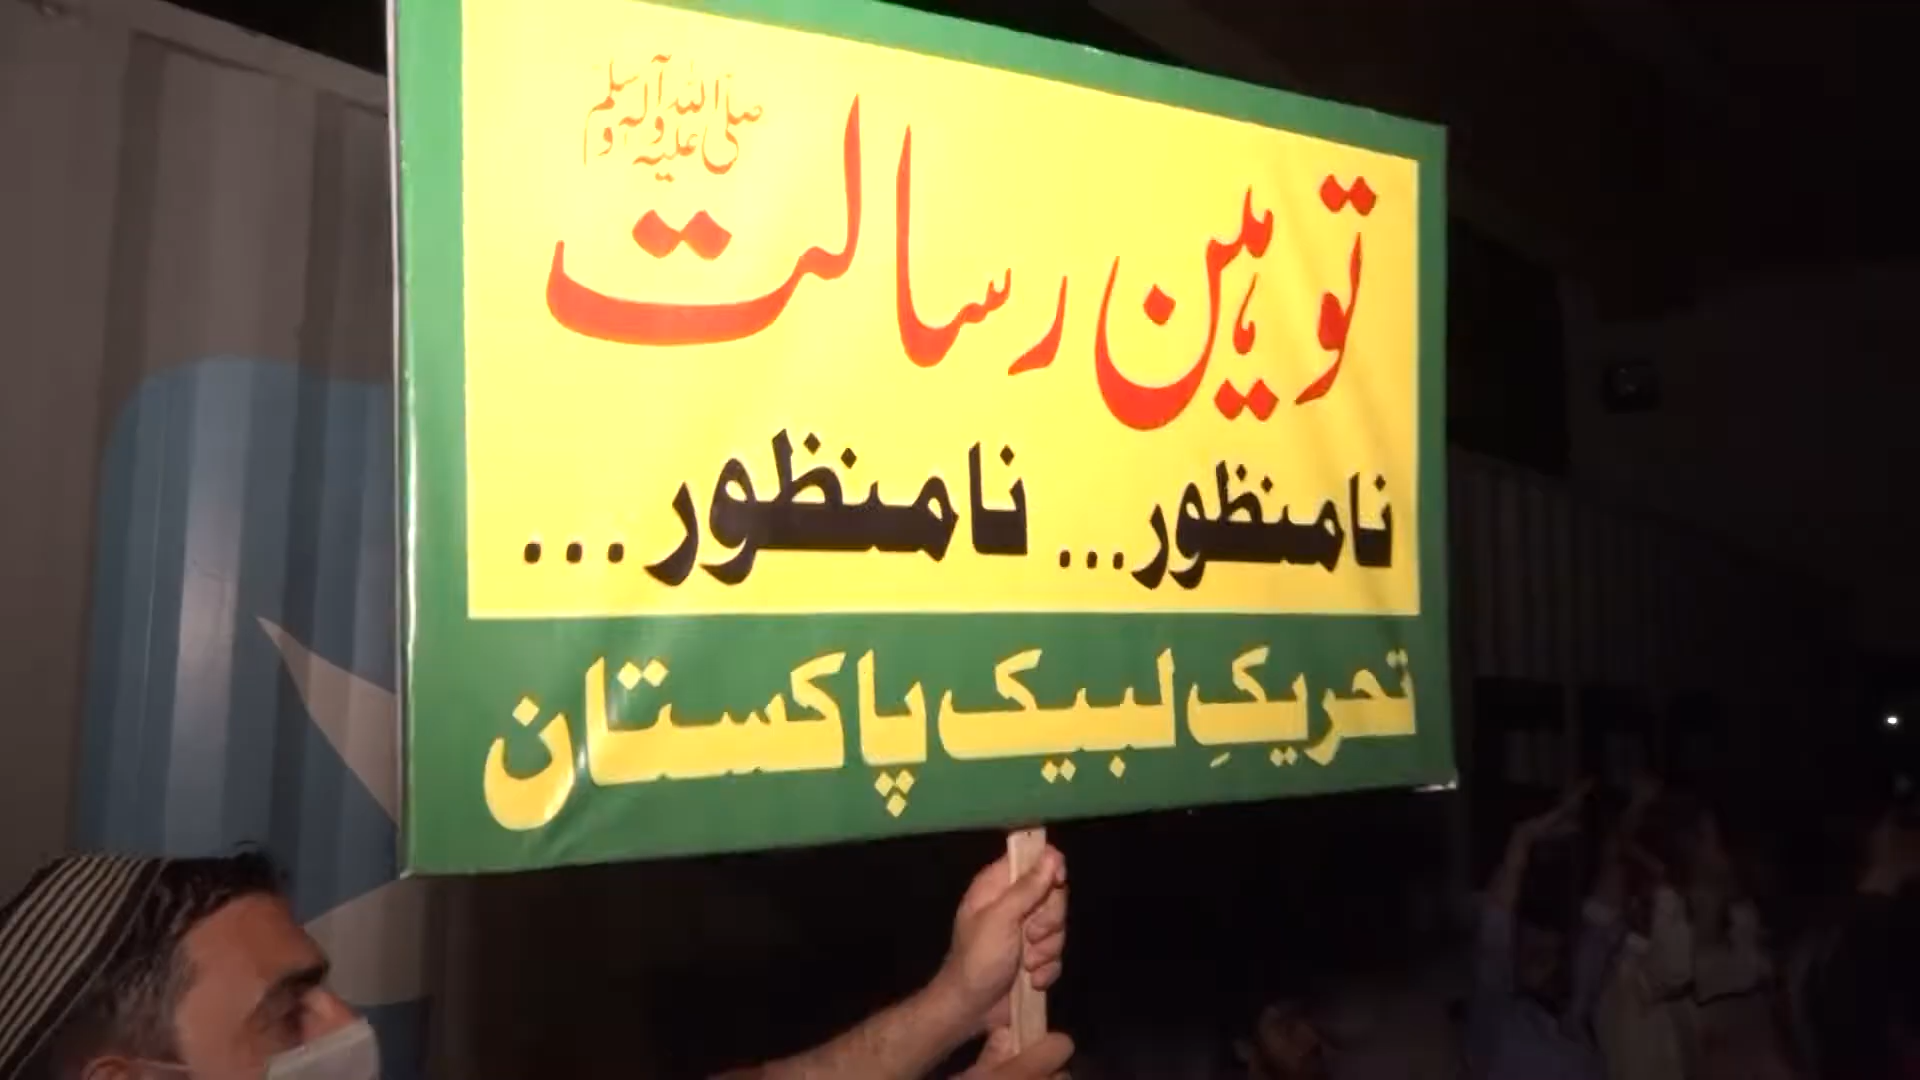 صلی اللہ علیہ وآلہ وسلم
توہین رسالت
نامنظور... نامنظور...
تحریکِ لبیک پاکستان